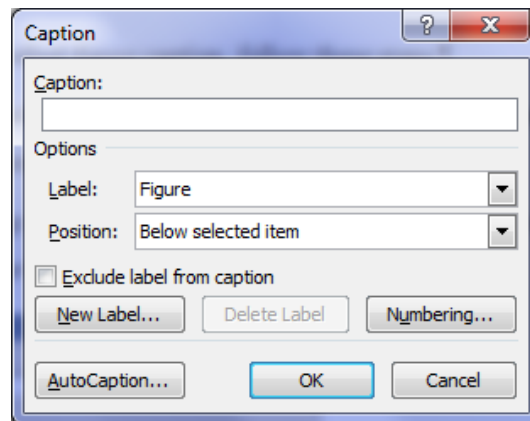 Caption
?
Caption:
Options
Label: Figure
Position: Below selected item
Exclude label from caption
New Label... Delete Label Numbering...
AutoCaption... OK Cancel